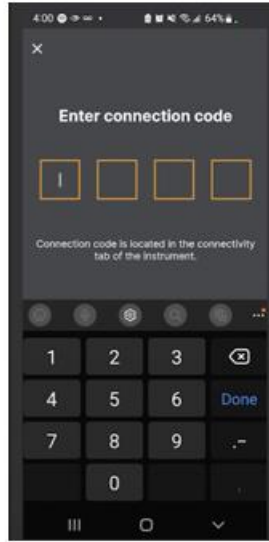 4:00
64%
Enter connection code
Connection code is located in the connectivity
tab of the instrument.
1 2 3
4 5 6 Done
7 8 9 .-
0 ,